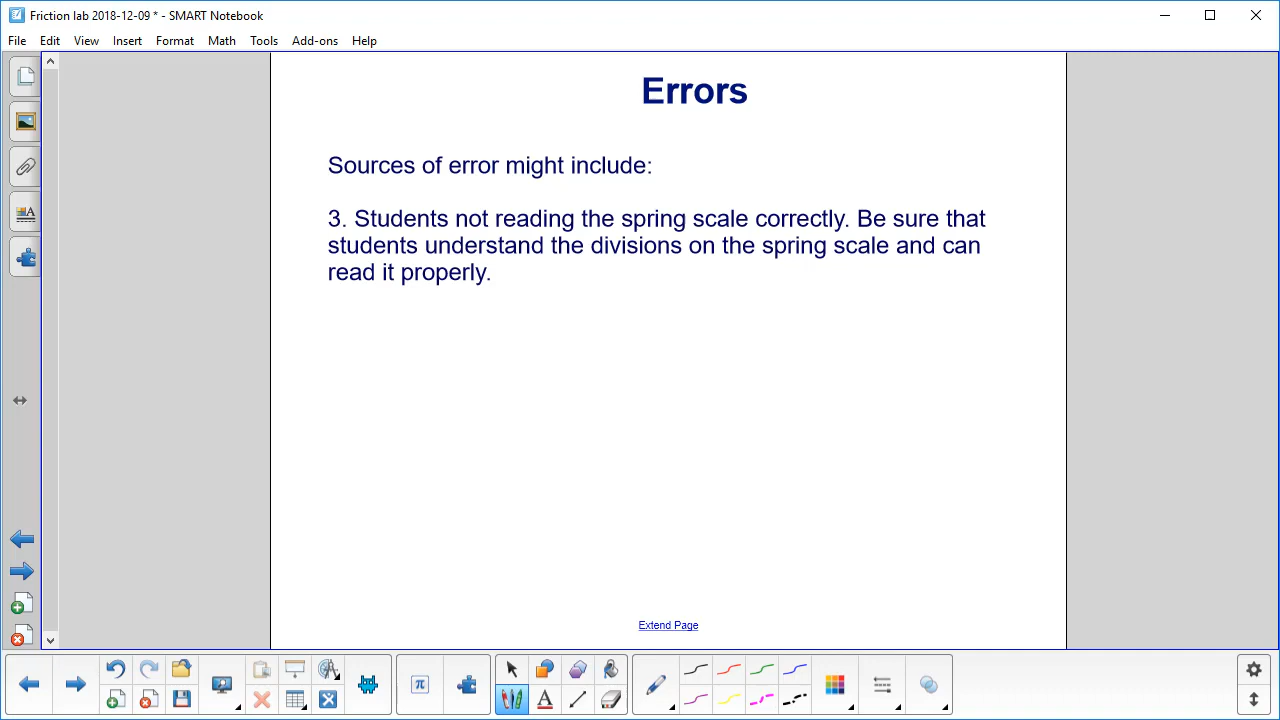 Friction lab 2018-12-09 * - SMART Notebook
File Edit View Insert Format Math Tools Add-ons Help
Errors
Sources of error might include:
3. Students not reading the spring scale correctly. Be sure that
students understand the divisions on the spring scale and can
read it properly.
Extend Page